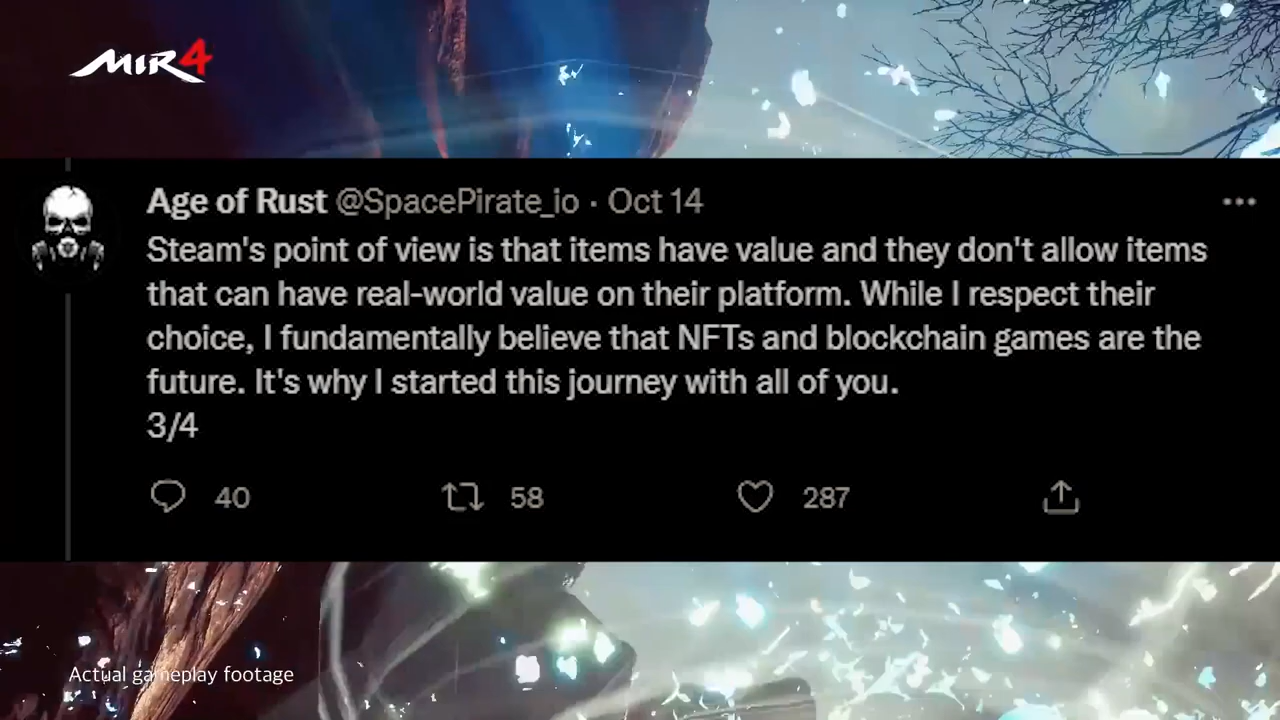 MIR4
Age of Rust @SpacePirate_io · Oct 14
Steam's point of view is that items have value and they don't allow items
that can have real-world value on their platform. While I respect their
choice, I fundamentally believe that NFTs and blockchain games are the
future. It's why I started this journey with all of you.
3/4
40 58 287
Actual gameplay footage